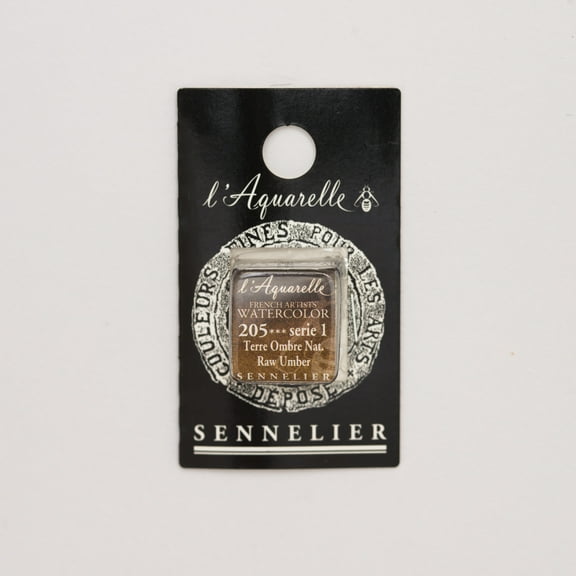 l'Aquarelle
COULEURS FINES POUR LES ARTS
DÉPOSÉ
l'Aquarelle
FRENCH ARTISTS'
WATERCOLOR
205*** serie 1
Terre Ombre Nat.
Raw Umber
SENNELIER
SENNELIER